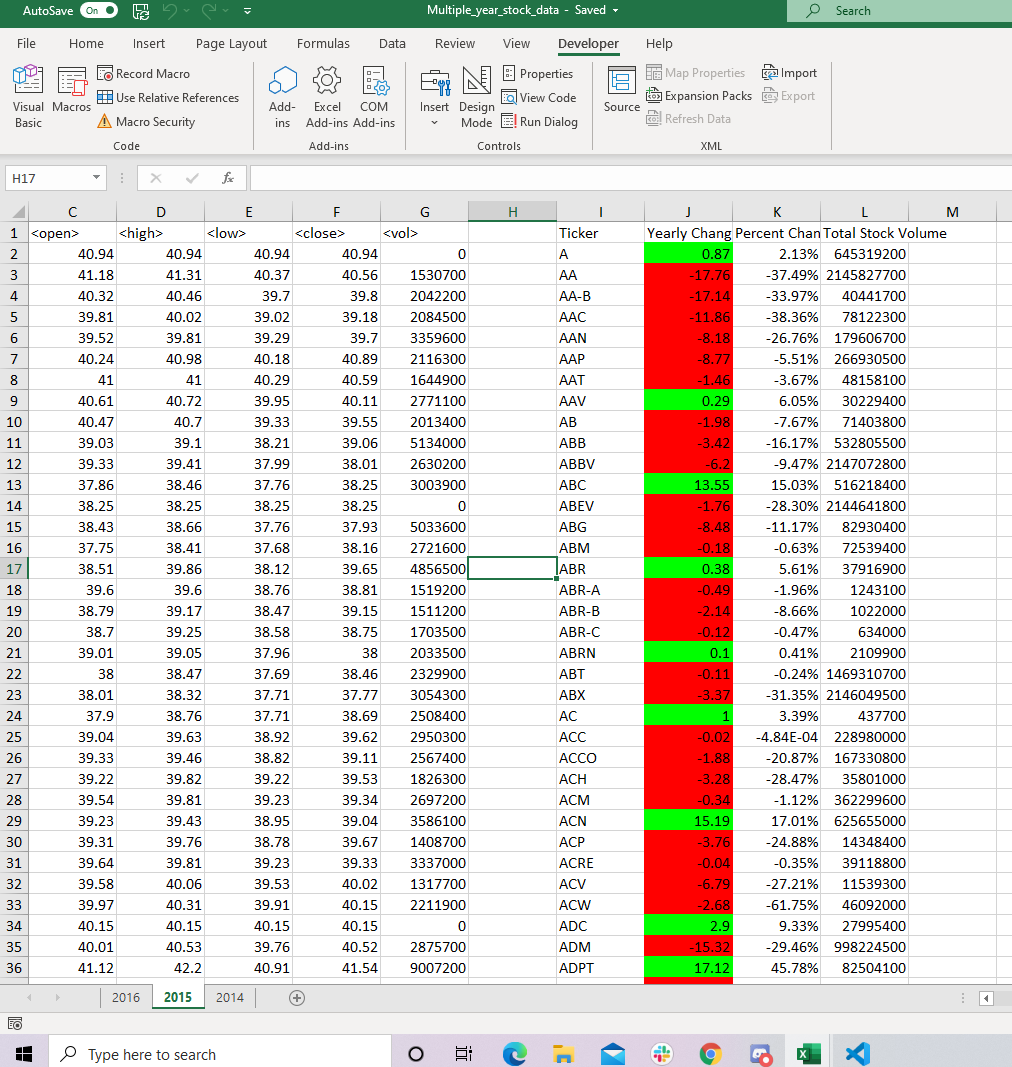 AutoSave On Multiple_year_stock_data - Saved Search
File Home Insert Page Layout Formulas Data Review View Developer Help
Visual Basic Macros Record Macro Use Relative References Macro Security
Code
Add-ins Excel Add-ins COM Add-ins
Add-ins
Insert Design Mode Properties View Code Run Dialog
Controls
Source Map Properties Expansion Packs Refresh Data Import Export
XML
H17 fx
C D E F G H I J K L M
1 <open> <high> <low> <close> <vol> Ticker Yearly Chang Percent Chan Total Stock Volume
2 40.94 40.94 40.94 40.94 0 A 0.87 2.13% 645319200
3 41.18 41.31 40.37 40.56 1530700 AA -17.76 -37.49% 2145827700
4 40.32 40.46 39.7 39.8 2042200 AA-B -17.14 -33.97% 40441700
5 39.81 40.02 39.02 39.18 2084500 AAC -11.86 -38.36% 78122300
6 39.52 39.81 39.29 39.7 3359600 AAN -8.18 -26.76% 179606700
7 40.24 40.98 40.18 40.89 2116300 AAP -8.77 -5.51% 266930500
8 41 41 40.29 40.59 1644900 AAT -1.46 -3.67% 48158100
9 40.61 40.72 39.95 40.11 2771100 AAV 0.29 6.05% 30229400
10 40.47 40.7 39.33 39.55 2013400 AB -1.98 -7.67% 71403800
11 39.03 39.1 38.21 39.06 5134000 ABB -3.42 -16.17% 532805500
12 39.33 39.41 37.99 38.01 2630200 ABBV -6.2 -9.47% 2147072800
13 37.86 38.46 37.76 38.25 3003900 ABC 13.55 15.03% 516218400
14 38.25 38.25 38.25 38.25 0 ABEV -1.76 -28.30% 2144641800
15 38.43 38.66 37.76 37.93 5033600 ABG -8.48 -11.17% 82930400
16 37.75 38.41 37.68 38.16 2721600 ABM -0.18 -0.63% 72539400
17 38.51 39.86 38.12 39.65 4856500 ABR 0.38 5.61% 37916900
18 39.6 39.6 38.76 38.81 1519200 ABR-A -0.49 -1.96% 1243100
19 38.79 39.17 38.47 39.15 1511200 ABR-B -2.14 -8.66% 1022000
20 38.7 39.25 38.58 38.75 1703500 ABR-C -0.12 -0.47% 634000
21 39.01 39.05 37.96 38 2033500 ABRN 0.1 0.41% 2109900
22 38 38.47 37.69 38.46 2329900 ABT -0.11 -0.24% 1469310700
23 38.01 38.32 37.71 37.77 3054300 ABX -3.37 -31.35% 2146049500
24 37.9 38.76 37.71 38.69 2508400 AC 1 3.39% 437700
25 39.04 39.63 38.92 39.62 2950300 ACC -0.02 -4.84E-04 228980000
26 39.33 39.46 38.82 39.11 2567400 ACCO -1.88 -20.87% 167330800
27 39.22 39.82 39.22 39.53 1826300 ACH -3.28 -28.47% 35801000
28 39.54 39.81 39.23 39.34 2697200 ACM -0.34 -1.12% 362299600
29 39.23 39.43 38.95 39.04 3586100 ACN 15.19 17.01% 625655000
30 39.31 39.76 38.78 39.67 1408700 ACP -3.76 -24.88% 14348400
31 39.64 39.81 39.23 39.33 3337000 ACRE -0.04 -0.35% 39118800
32 39.58 40.06 39.53 40.02 1317700 ACV -6.79 -27.21% 11539300
33 39.97 40.31 39.91 40.15 2211900 ACW -2.68 -61.75% 46092000
34 40.15 40.15 40.15 40.15 0 ADC 2.9 9.33% 27995400
35 40.01 40.53 39.76 40.52 2875700 ADM -15.32 -29.46% 998224500
36 41.12 42.2 40.91 41.54 9007200 ADPT 17.12 45.78% 82504100
2016 2015 2014
Type here to search